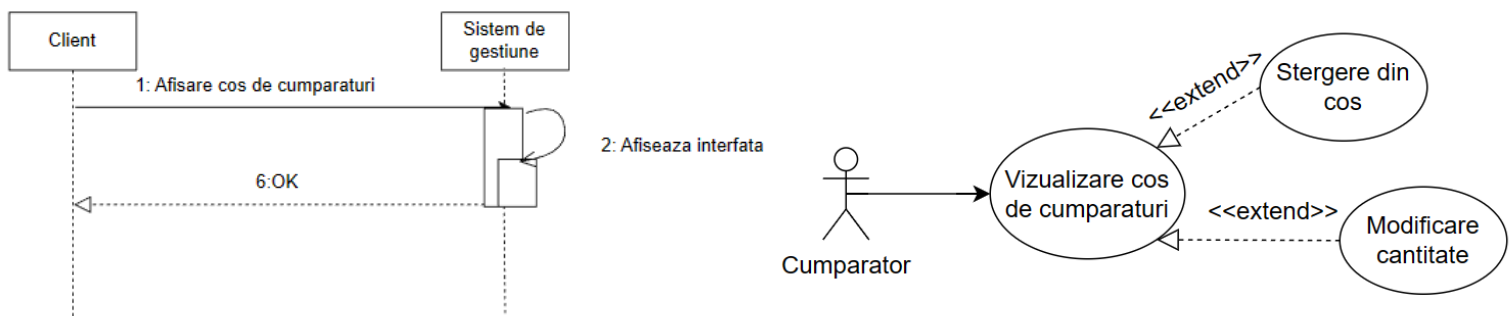 Client
Sistem de
gestiune
1: Afisare cos de cumparaturi
2: Afiseaza interfata
6:OK
<<extend>>
Stergere din
cos
Vizualizare cos
de cumparaturi
<<extend>>
Modificare
cantitate
Cumparator